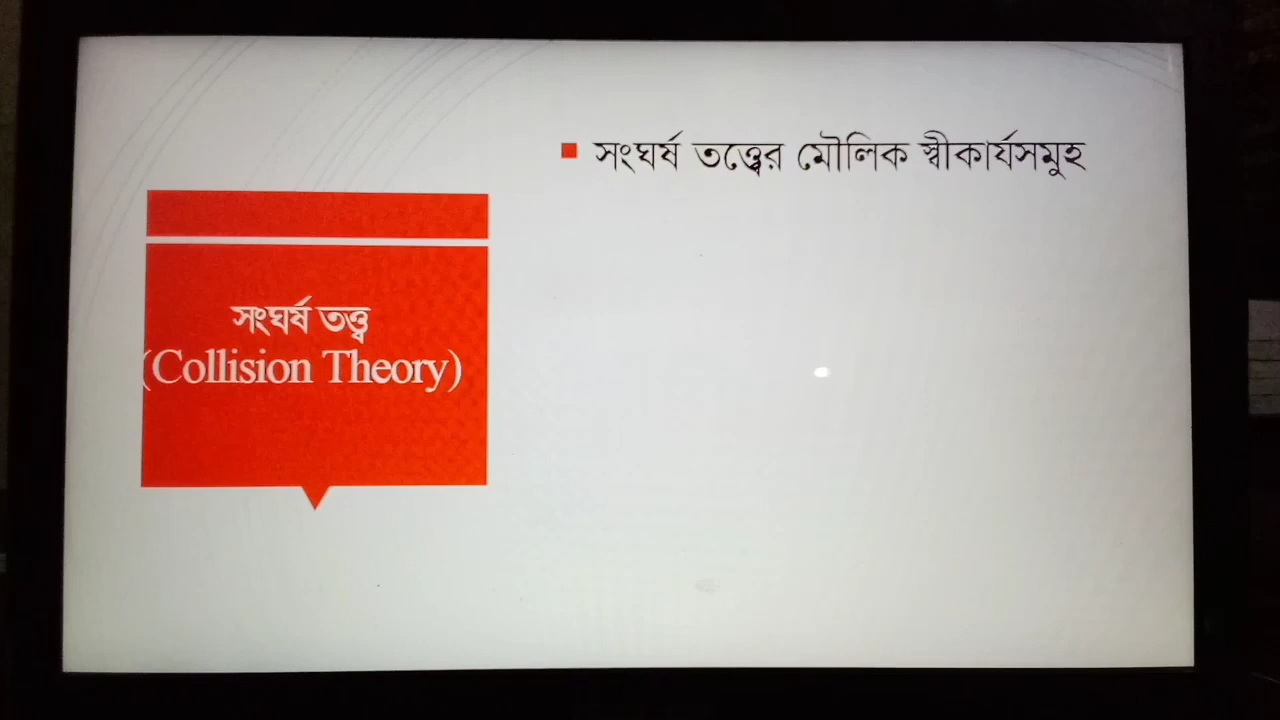 সংঘর্ষ তত্ত্বের মৌলিক স্বীকার্যসমুহ
সংঘর্ষ তত্ত্ব
(Collision Theory)